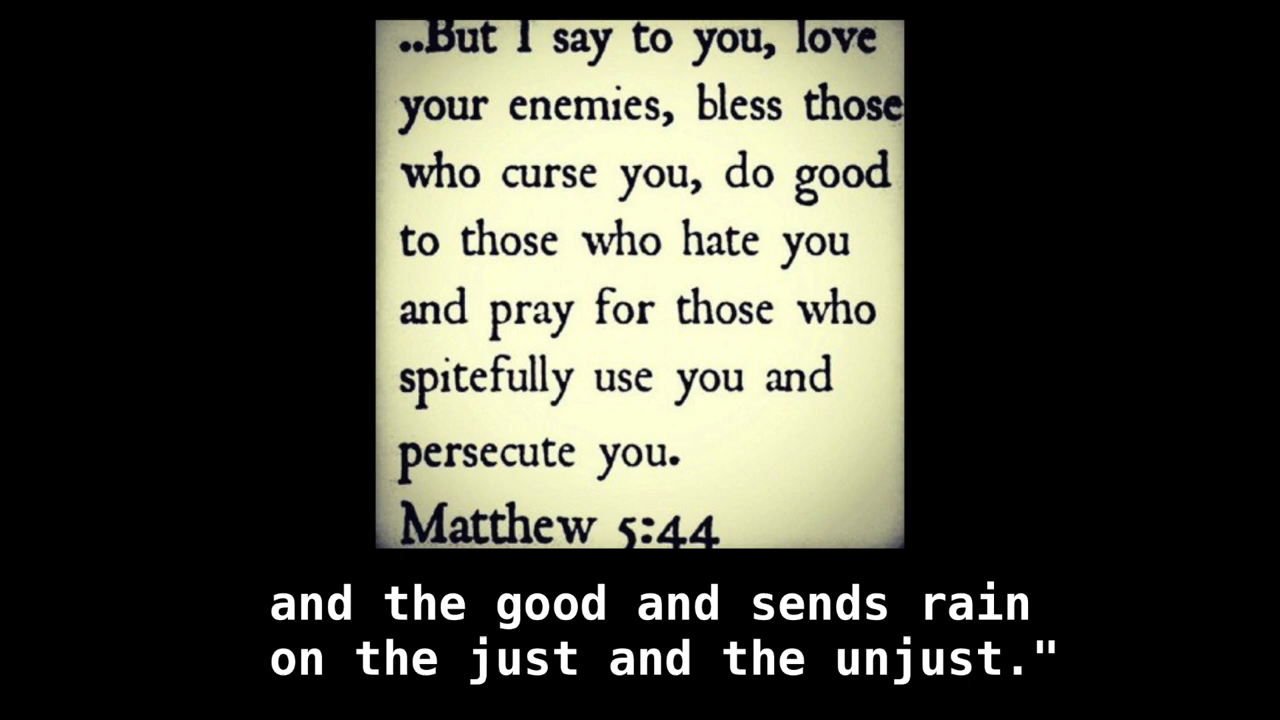 ..But I say to you, love
your enemies, bless those
who curse you, do good
to those who hate you
and pray for those who
spitefully use you and
persecute you.
Matthew 5:44
and the good and sends rain
on the just and the unjust."